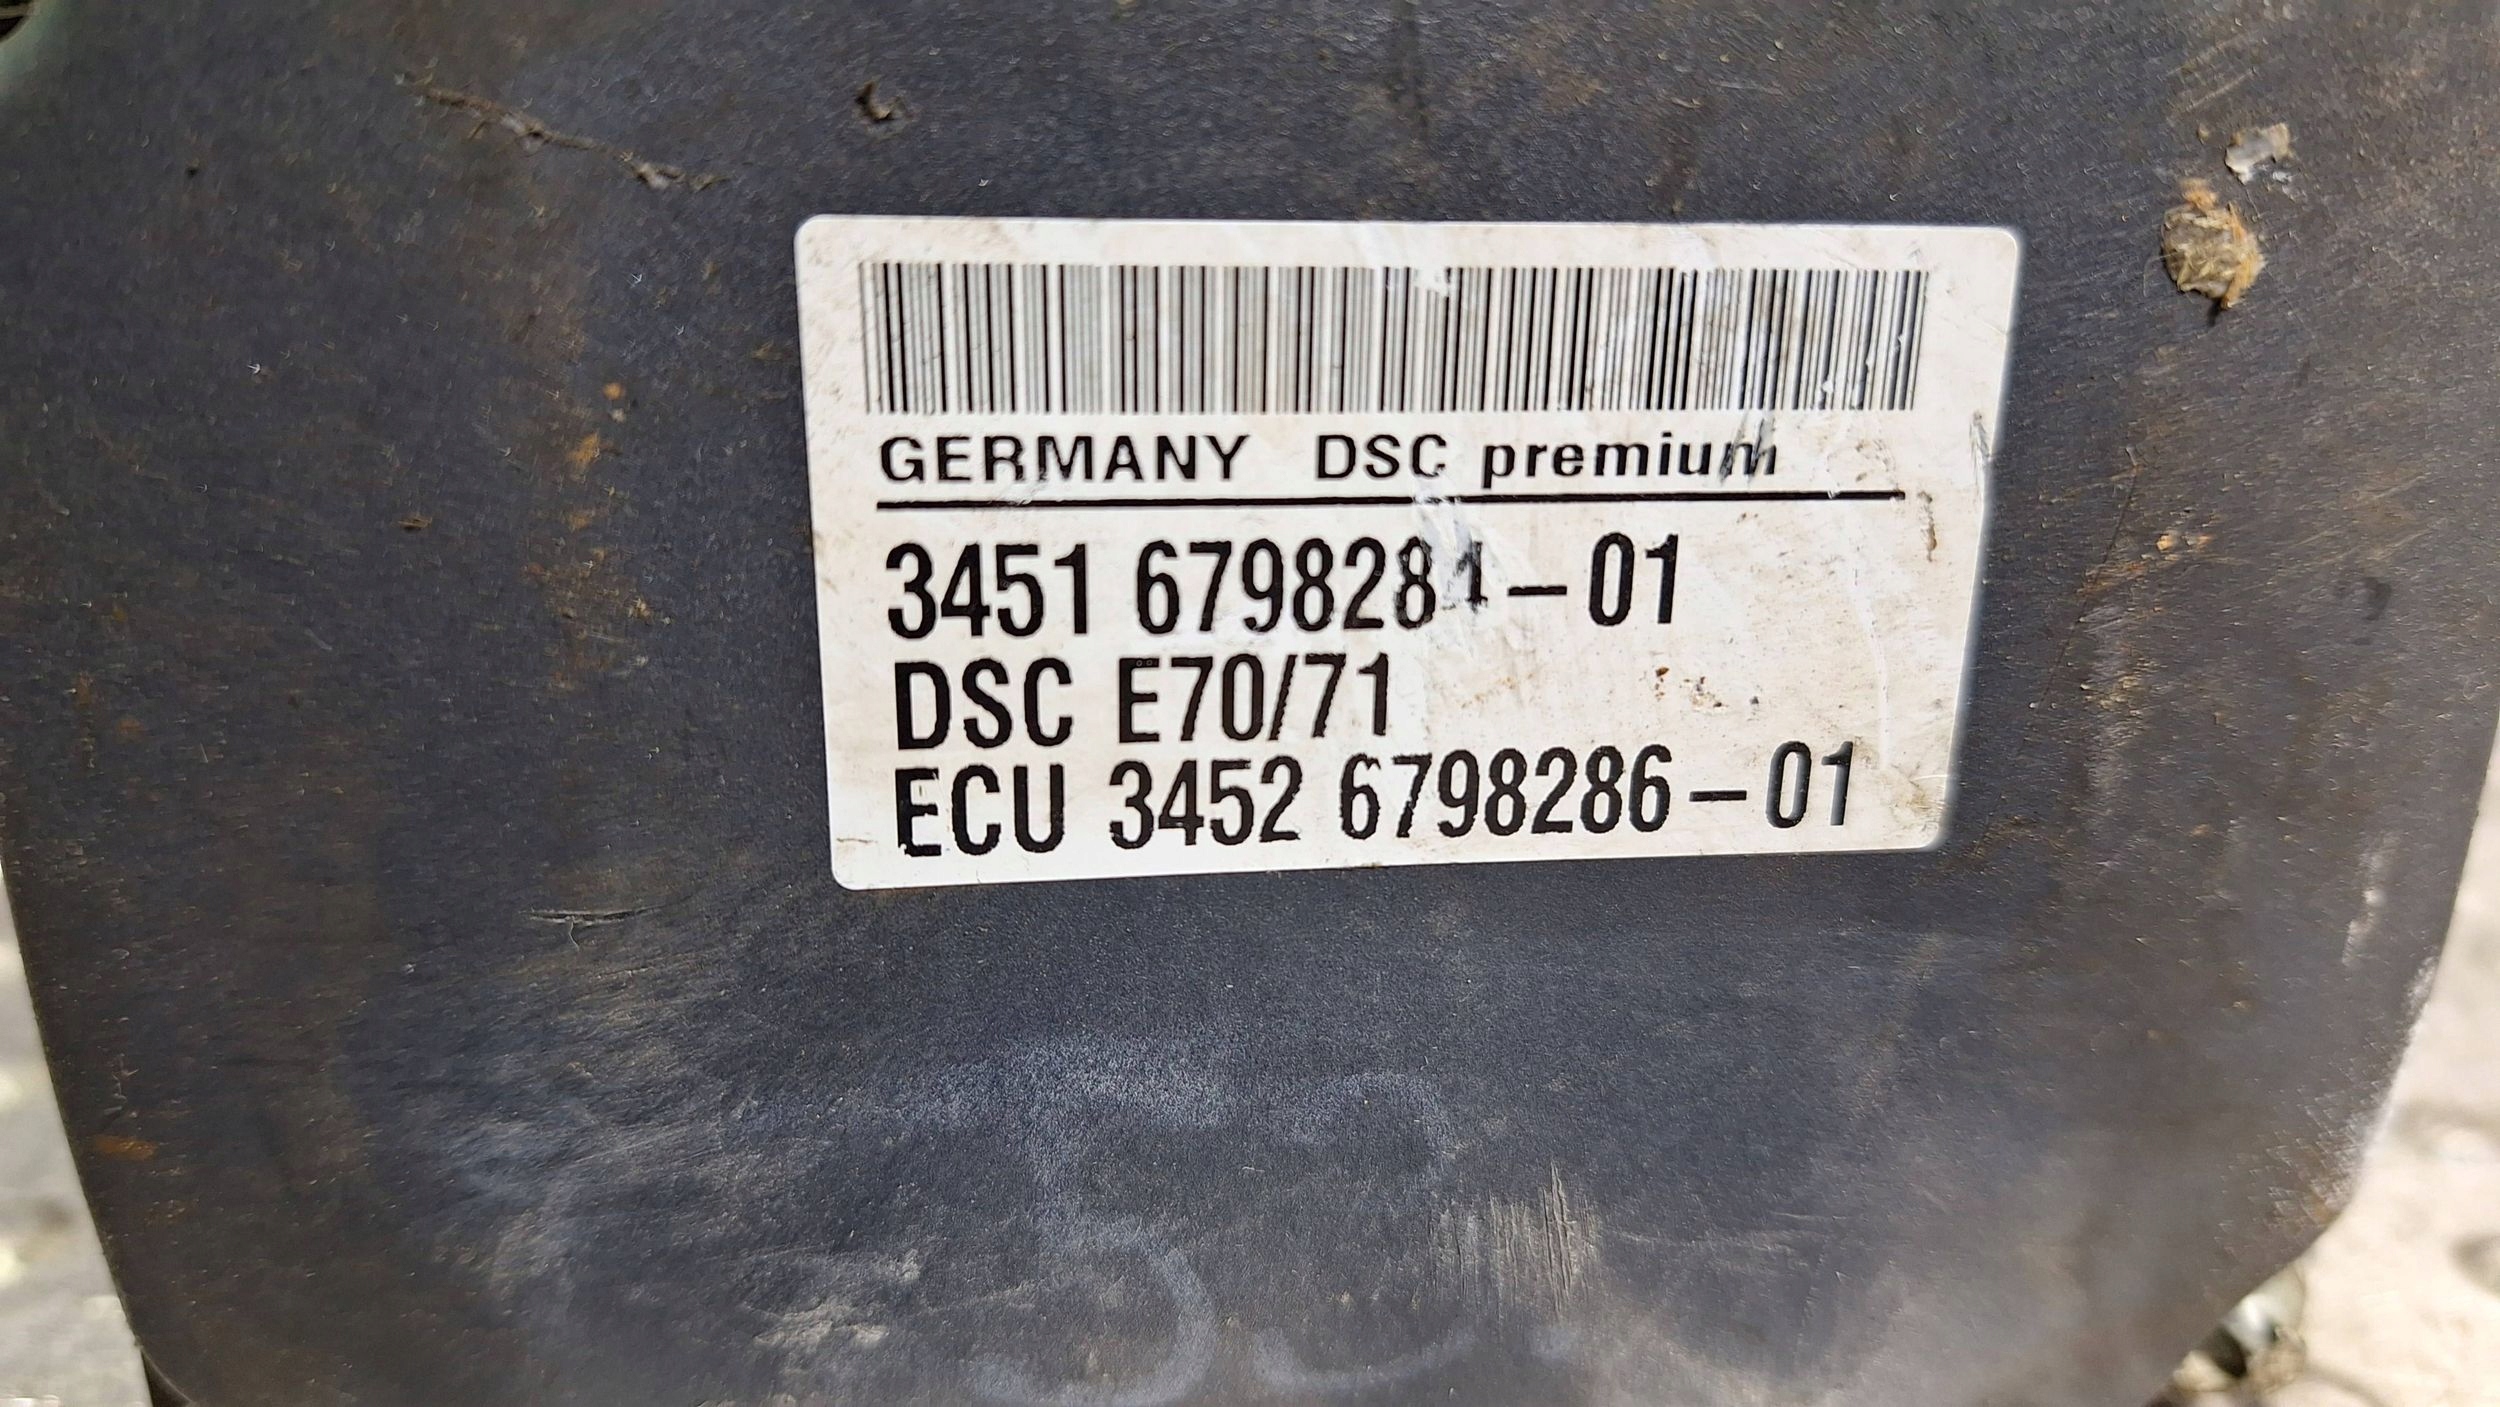 GERMANY DSC premium
3451 6798281-01
DSC E70/71
ECU 3452 6798286-01